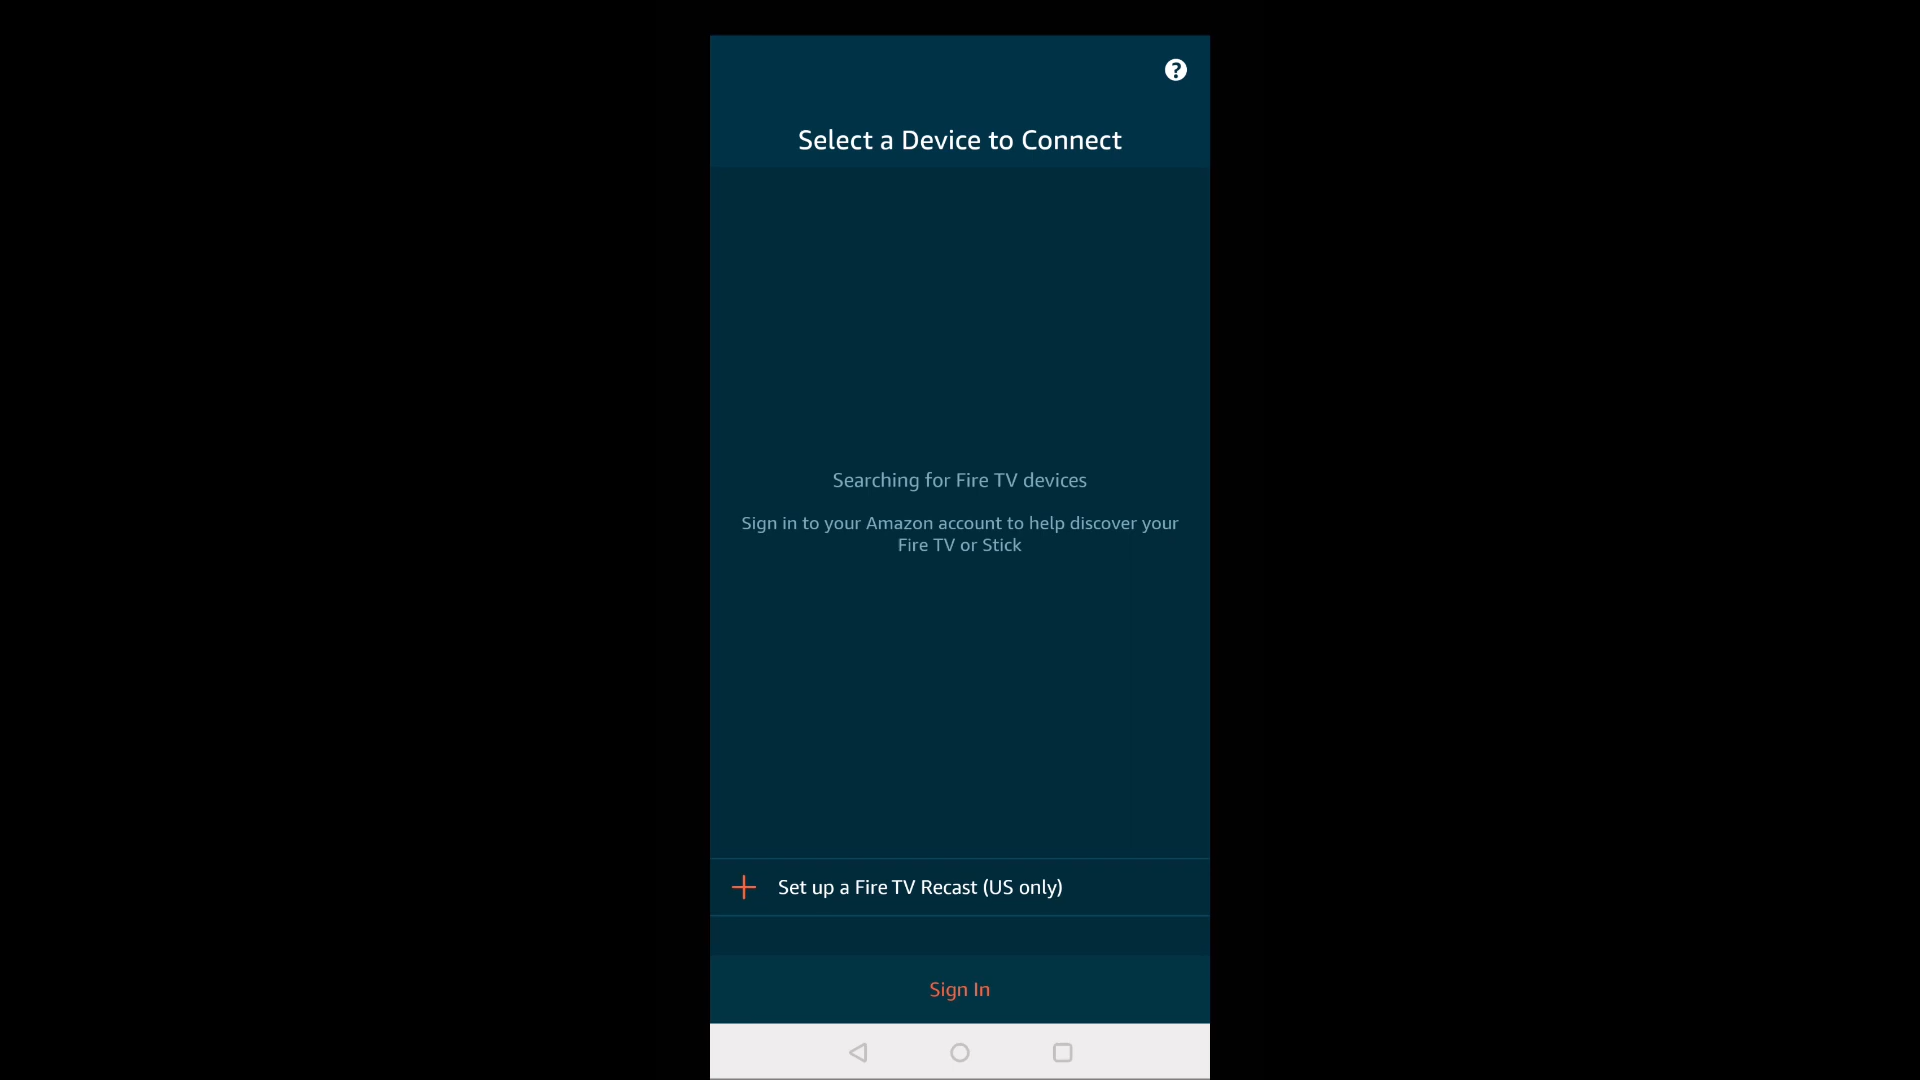 ?
Select a Device to Connect
Searching for Fire TV devices
Sign in to your Amazon account to help discover your
Fire TV or Stick
Set up a Fire TV Recast (US only)
Sign In